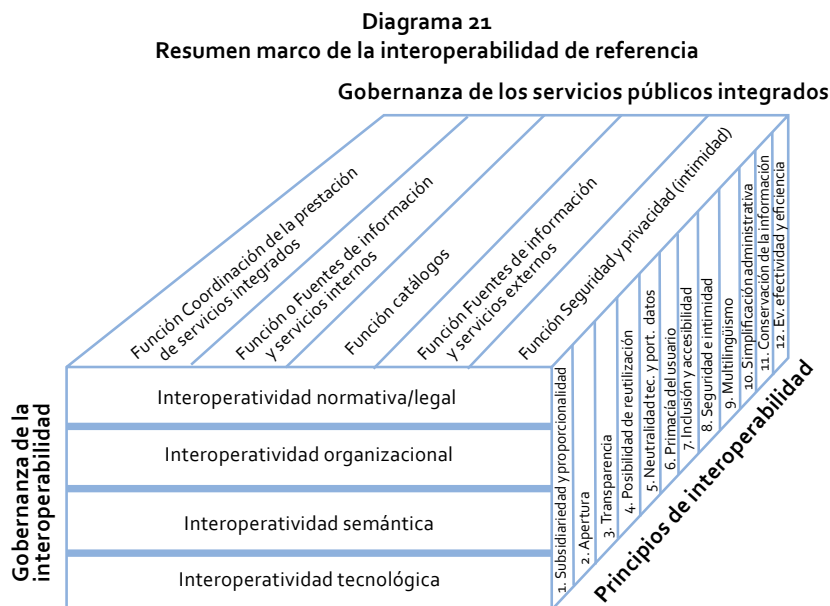 Diagrama 21
Resumen marco de la interoperabilidad de referencia
Gobernanza de los servicios públicos integrados
Función Coordinación de la prestación
de servicios integrados
Función o Fuentes de información
y servicios internos
Función catálogos
Función Fuentes de información
y servicios externos
Función Seguridad y privacidad (intimidad)
Gobernanza de la
interoperabilidad
Interoperatividad normativa/legal
Interoperatividad organizacional
Interoperatividad semántica
Interoperatividad tecnológica
1. Subsidiariedad y proporcionalidad
2. Apertura
3. Transparencia
4. Posibilidad de reutilización
5. Neutralidad tec. y port. datos
6. Primacía del usuario
7. Inclusión y accesibilidad
8. Seguridad e intimidad
9. Multilingüismo
10. Simplificación administrativa
11. Conservación de la información
12. Ev. efectividad y eficiencia
Principios de interoperabilidad